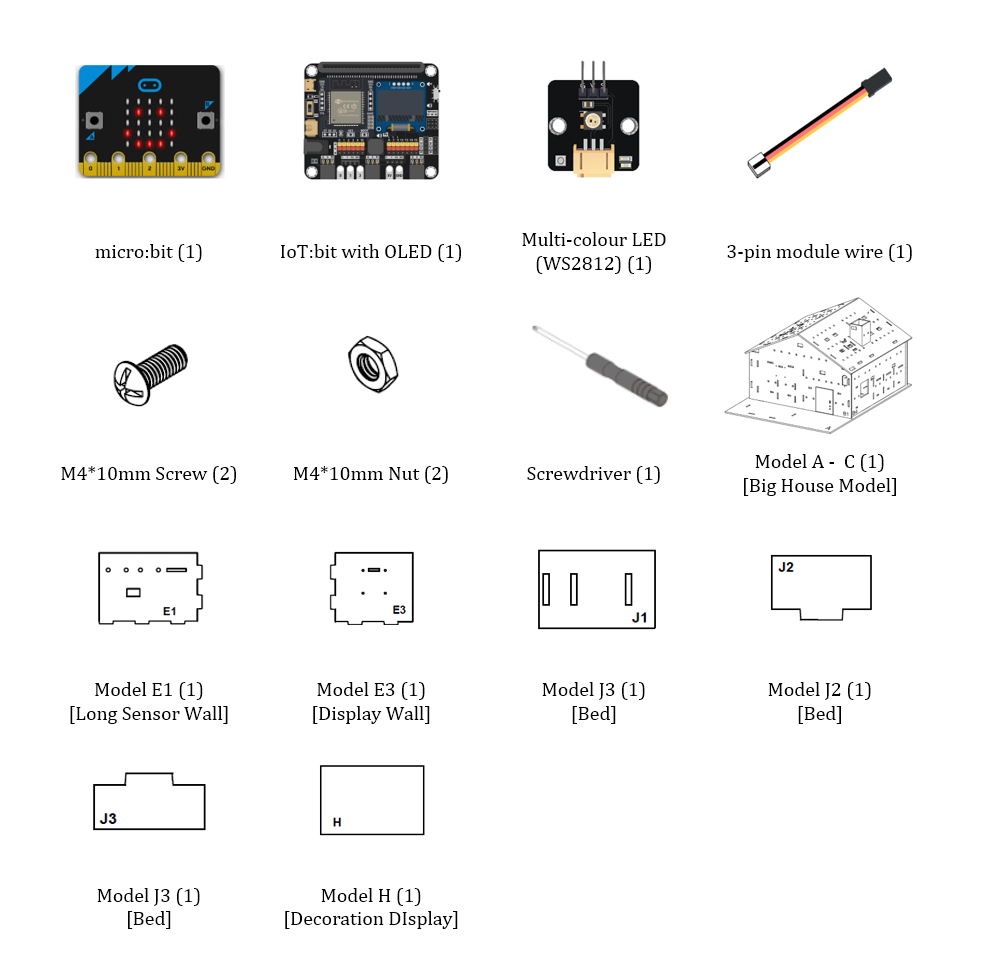 0 1 2 3V GND
micro:bit (1)
IoT:bit with OLED (1)
Multi-colour LED
(WS2812) (1)
3-pin module wire (1)
M4*10mm Screw (2)
M4*10mm Nut (2)
Screwdriver (1)
Model A - C (1)
[Big House Model]
E1
E3
J1
J2
Model E1 (1)
[Long Sensor Wall]
Model E3 (1)
[Display Wall]
Model J3 (1)
[Bed]
Model J2 (1)
[Bed]
J3
H
Model J3 (1)
[Bed]
Model H (1)
[Decoration DIsplay]